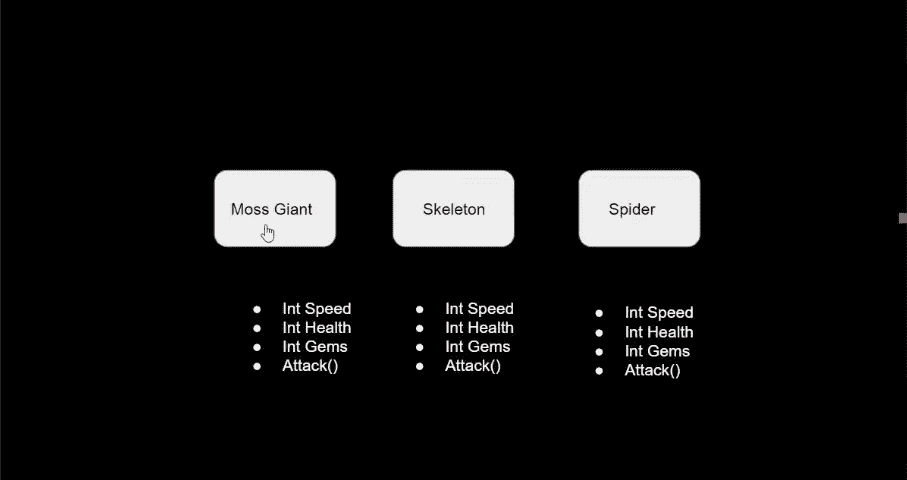 Moss Giant
Skeleton
Spider
● Int Speed
● Int Health
● Int Gems
● Attack()
● Int Speed
● Int Health
● Int Gems
● Attack()
● Int Speed
● Int Health
● Int Gems
● Attack()